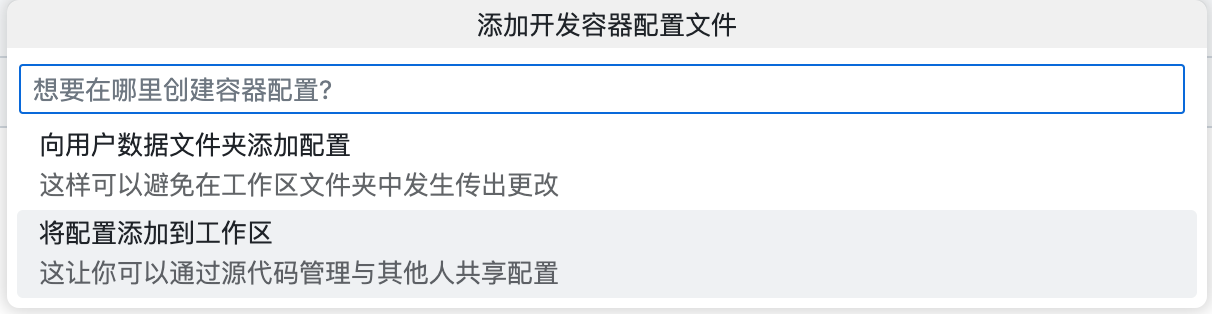 添加开发容器配置文件
想要在哪里创建容器配置?
向用户数据文件夹添加配置
这样可以避免在工作区文件夹中发生传出更改
将配置添加到工作区
这让你可以通过源代码管理与其他人共享配置